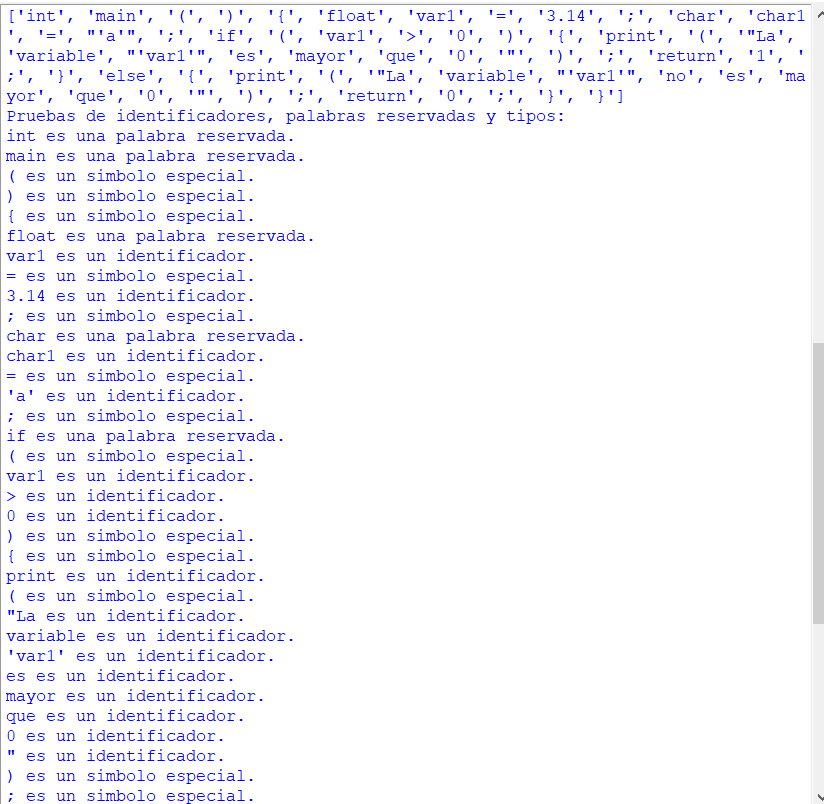 ['int', 'main', '(', ')', '{', 'float', 'var1', '=', '3.14', ';', 'char', 'char1
', '=', "'a'", ';', 'if', '(', 'var1', '>', '0', ')', '{', 'print', '(', '"La',
'variable', "'var1'", 'es', 'mayor', 'que', '0', '"', ')', ';', 'return', '1', '
;', '}', 'else', '{', 'print', '(', '"La', 'variable', "'var1'", 'no', 'es', 'ma
yor', 'que', '0', '"', ')', ';', 'return', '0', ';', '}', '}']
Pruebas de identificadores, palabras reservadas y tipos:
int es una palabra reservada.
main es una palabra reservada.
( es un simbolo especial.
) es un simbolo especial.
{ es un simbolo especial.
float es una palabra reservada.
var1 es un identificador.
= es un simbolo especial.
3.14 es un identificador.
; es un simbolo especial.
char es una palabra reservada.
char1 es un identificador.
= es un simbolo especial.
'a' es un identificador.
; es un simbolo especial.
if es una palabra reservada.
( es un simbolo especial.
var1 es un identificador.
> es un identificador.
0 es un identificador.
) es un simbolo especial.
{ es un simbolo especial.
print es un identificador.
( es un simbolo especial.
"La es un identificador.
variable es un identificador.
'var1' es un identificador.
es es un identificador.
mayor es un identificador.
que es un identificador.
0 es un identificador.
" es un identificador.
) es un simbolo especial.
; es un simbolo especial.